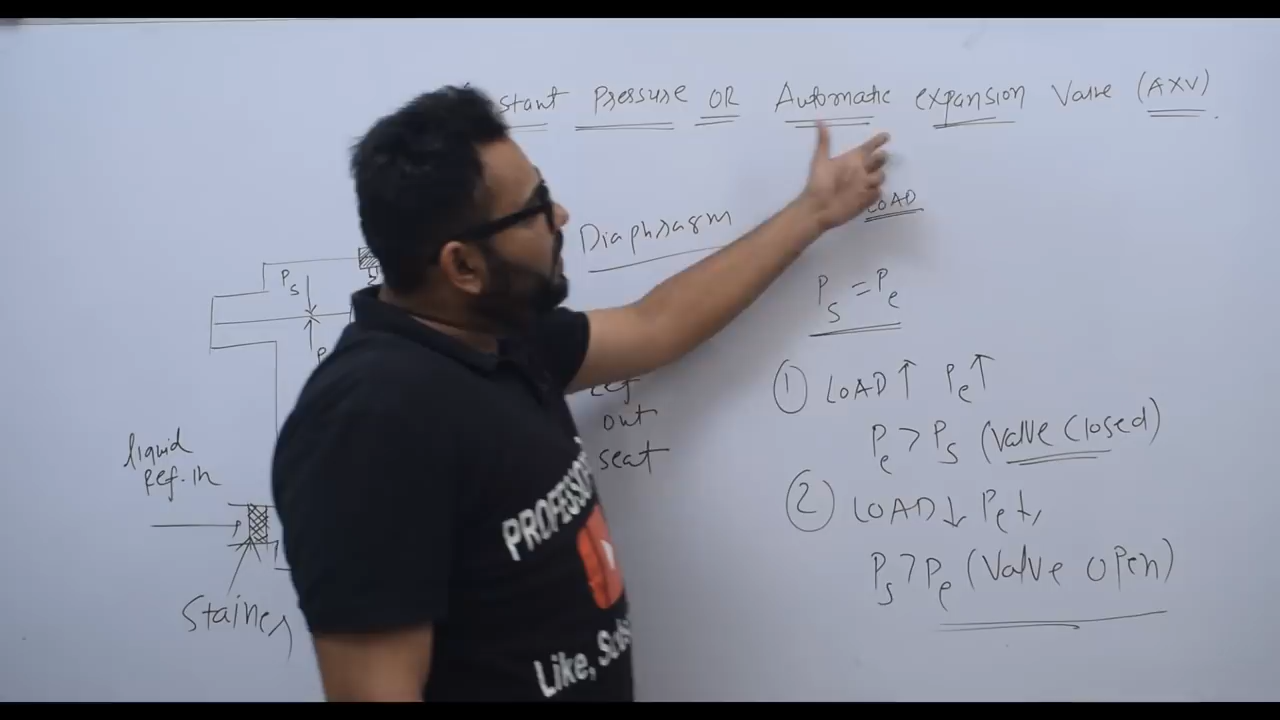 stant Pressure OR Automatic expansion Valve (AXV).
LOAD
Diaphragm
Ps
Ps = Pe
① LOAD↑ Pe↑
Pe > Ps (Valve Closed)
out
seat
liquid
Ref. in
② LOAD↓ Pe↓,
Ps > Pe (Valve open)
Stainer
PROFESSO
Like, Subs